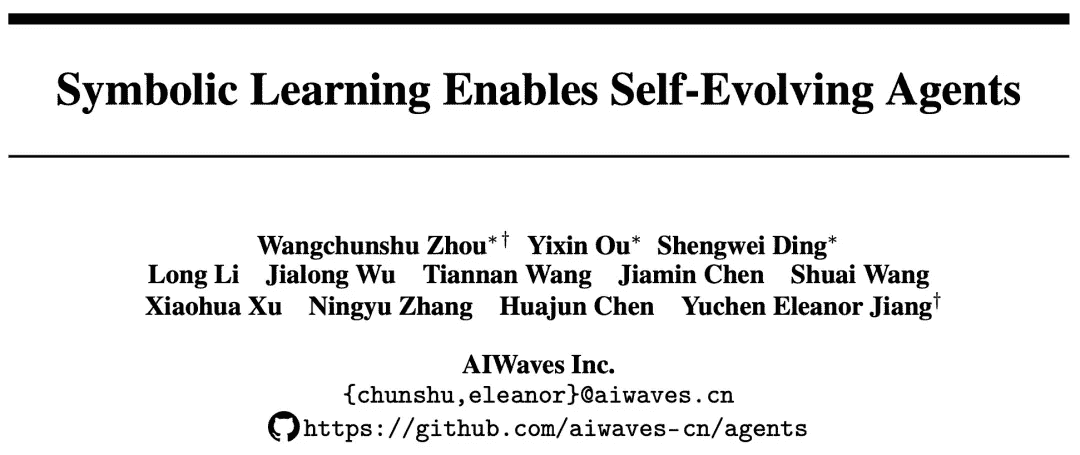 Symbolic Learning Enables Self-Evolving Agents
Wangchunshu Zhou*† Yixin Ou* Shengwei Ding*
Long Li Jialong Wu Tiannan Wang Jiamin Chen Shuai Wang
Xiaohua Xu Ningyu Zhang Huajun Chen Yuchen Eleanor Jiang†
AIWaves Inc.
{chunshu,eleanor}@aiwaves.cn
https://github.com/aiwaves-cn/agents